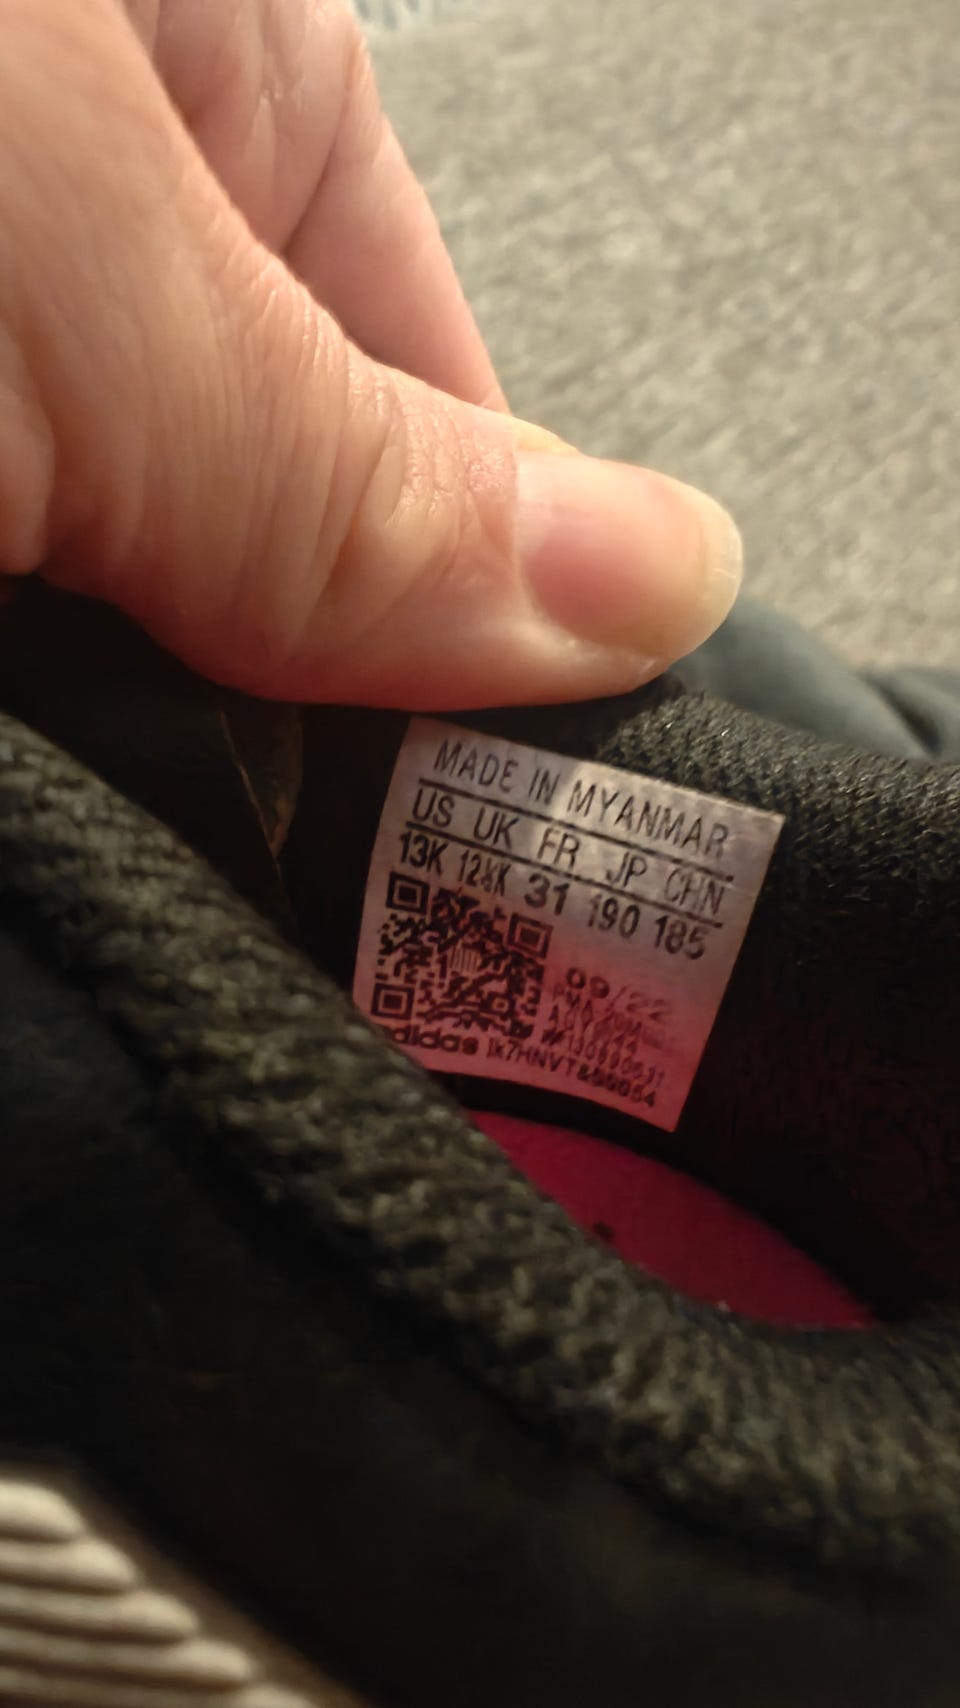 MADE IN MYANMAR
US UK FR JP CHN
13K 12½K 31 190 185
09/22
adidas